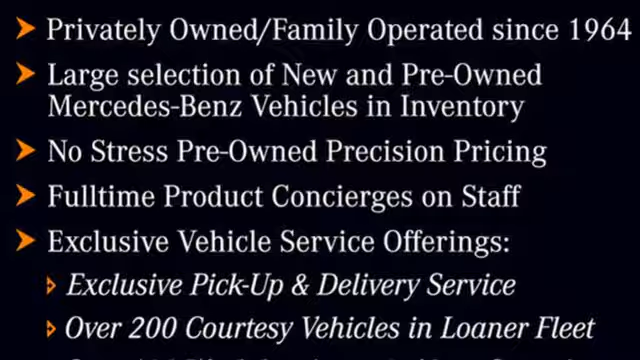 Privately Owned/Family Operated since 1964
Large selection of New and Pre-Owned
Mercedes-Benz Vehicles in Inventory
No Stress Pre-Owned Precision Pricing
Fulltime Product Concierges on Staff
Exclusive Vehicle Service Offerings:
Exclusive Pick-Up & Delivery Service
Over 200 Courtesy Vehicles in Loaner Fleet